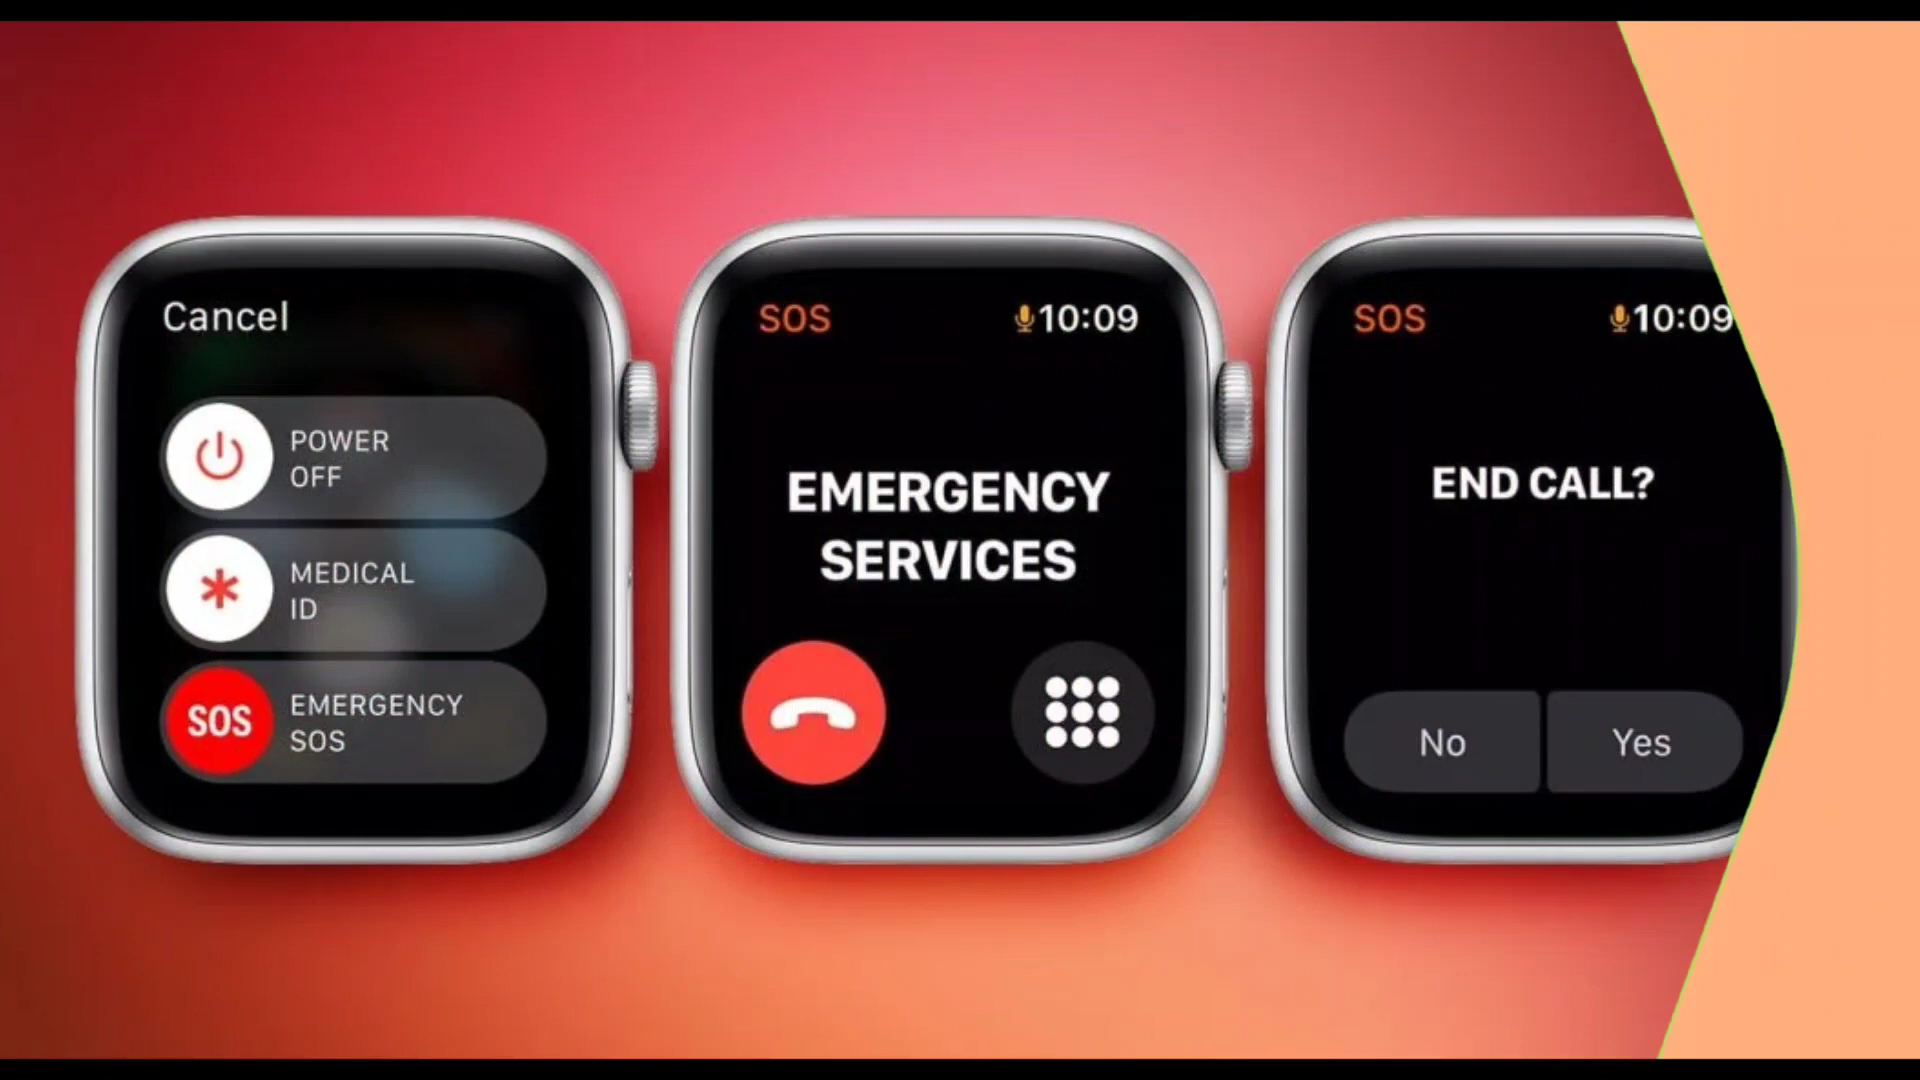 Cancel
POWER
OFF
MEDICAL
ID
SOS
EMERGENCY
SOS
SOS 10:09
EMERGENCY
SERVICES
SOS 10:09
END CALL?
No Yes